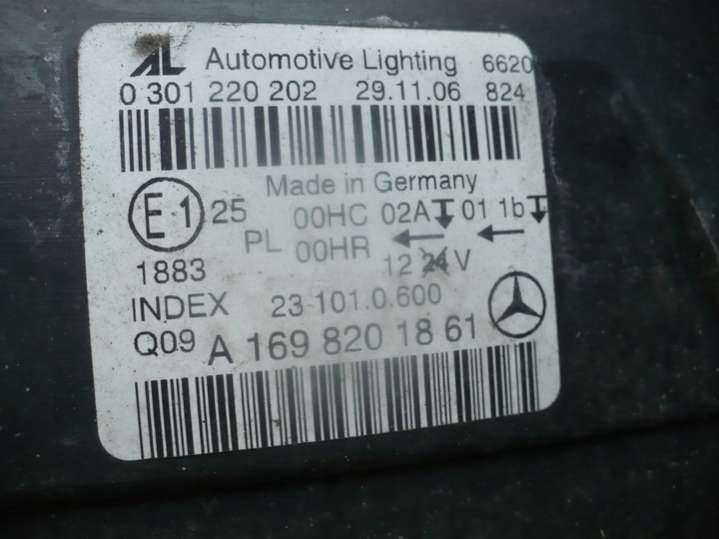 AL Automotive Lighting 6620
0 301 220 202 29.11.06 824
Made in Germany
E1 25 00HC 02A 01 1b
PL 00HR
1883 12 24 V
INDEX 23 101.0.600
Q09 A 169 820 18 61